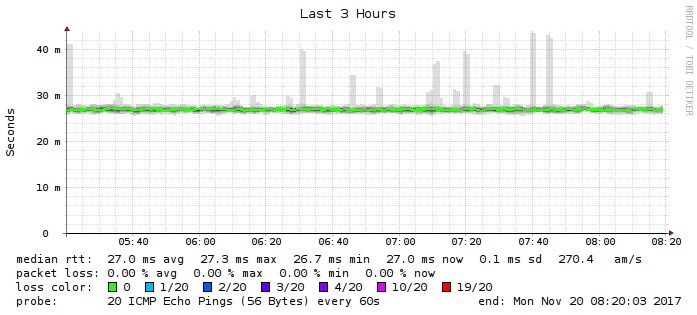 Last 3 Hours
RRDTOOL / TOBI OETIKER
Seconds
40 m
30 m
20 m
10 m
0
05:40 06:00 06:20 06:40 07:00 07:20 07:40 08:00 08:20
median rtt: 27.0 ms avg 27.3 ms max 26.7 ms min 27.0 ms now 0.1 ms sd 270.4 am/s
packet loss: 0.00 % avg 0.00 % max 0.00 % min 0.00 % now
loss color: 0 1/20 2/20 3/20 4/20 10/20 19/20
probe: 20 ICMP Echo Pings (56 Bytes) every 60s end: Mon Nov 20 08:20:03 2017